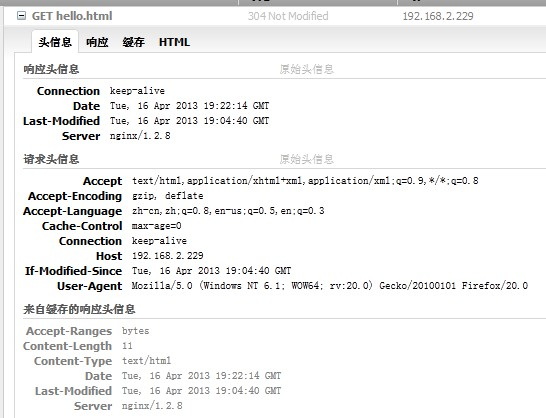 GET hello.html 304 Not Modified 192.168.2.229
头信息 响应 缓存 HTML
响应头信息 原始头信息
Connection keep-alive
Date Tue, 16 Apr 2013 19:22:14 GMT
Last-Modified Tue, 16 Apr 2013 19:04:40 GMT
Server nginx/1.2.8
请求头信息 原始头信息
Accept text/html,application/xhtml+xml,application/xml;q=0.9,*/*;q=0.8
Accept-Encoding gzip, deflate
Accept-Language zh-cn,zh;q=0.8,en-us;q=0.5,en;q=0.3
Cache-Control max-age=0
Connection keep-alive
Host 192.168.2.229
If-Modified-Since Tue, 16 Apr 2013 19:04:40 GMT
User-Agent Mozilla/5.0 (Windows NT 6.1; WOW64; rv:20.0) Gecko/20100101 Firefox/20.0
来自缓存的响应头信息
Accept-Ranges bytes
Content-Length 11
Content-Type text/html
Date Tue, 16 Apr 2013 19:22:14 GMT
Last-Modified Tue, 16 Apr 2013 19:04:40 GMT
Server nginx/1.2.8